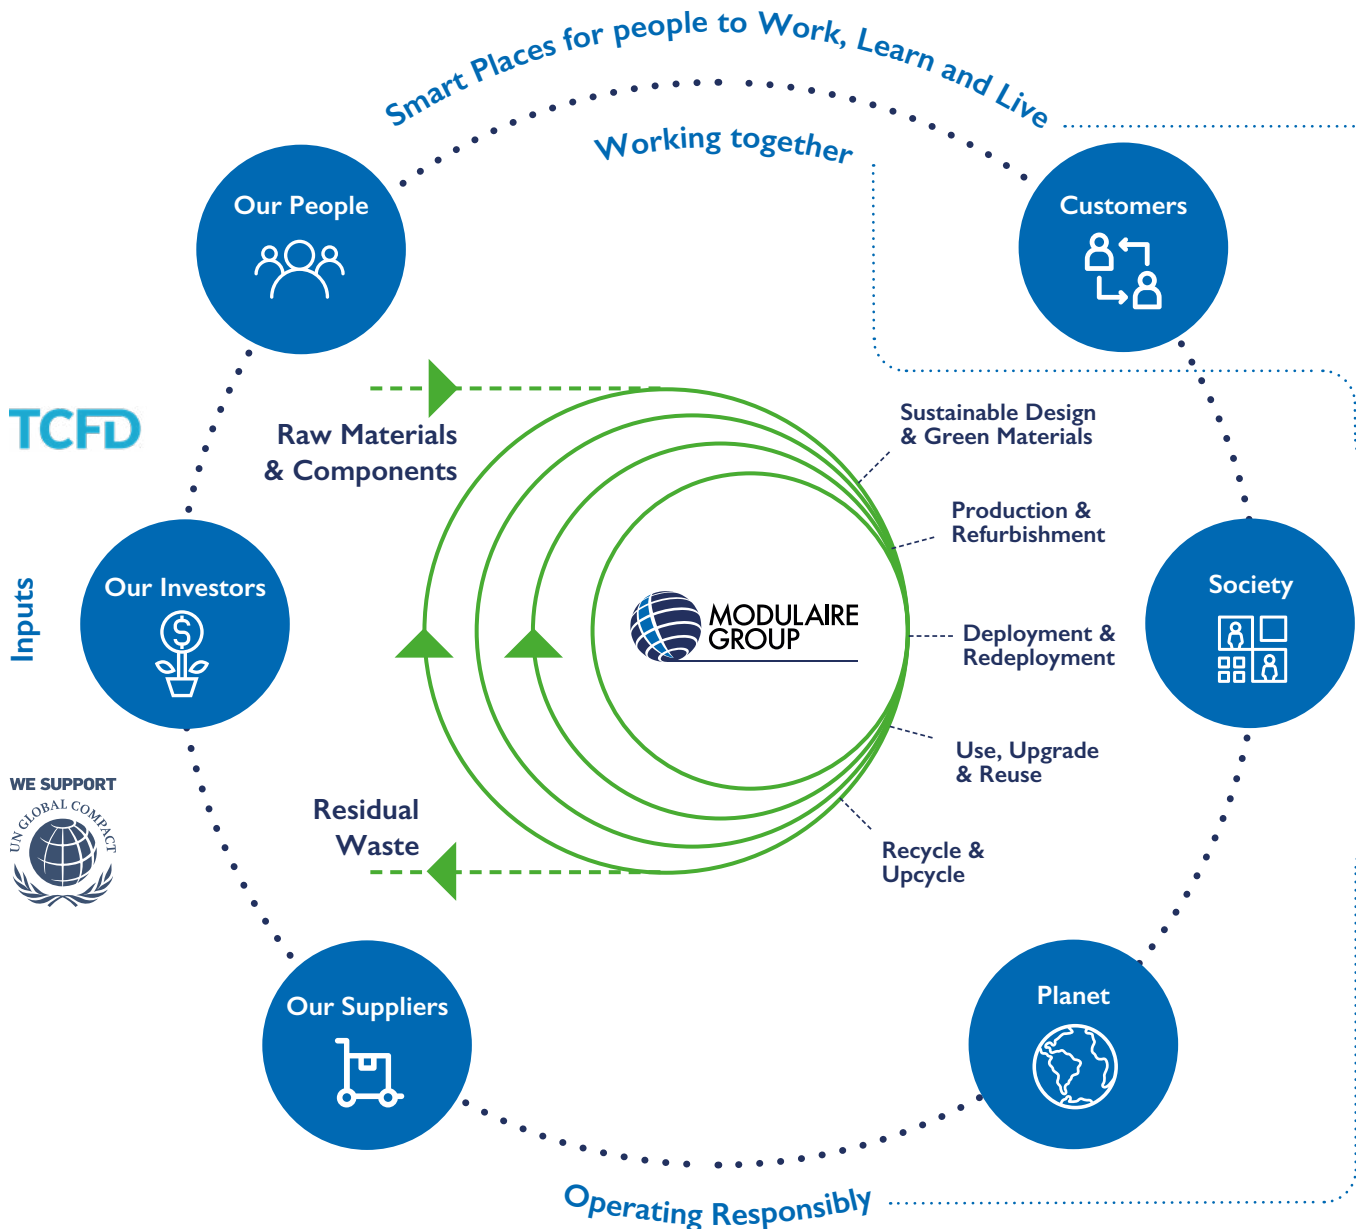 Smart Places for people to Work, Learn and Live
Working together
Our People
Customers
TCFD
Raw Materials
& Components
Sustainable Design
& Green Materials
Production &
Refurbishment
Inputs
Our Investors
MODULAIRE
GROUP
Society
Deployment &
Redeployment
Use, Upgrade
& Reuse
WE SUPPORT
UN GLOBAL COMPACT
Residual
Waste
Recycle &
Upcycle
Our Suppliers
Planet
Operating Responsibly